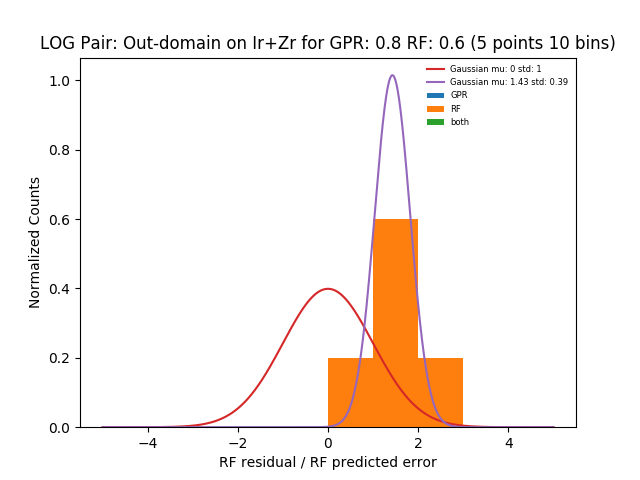 LOG Pair: Out-domain on Ir+Zr for GPR: 0.8 RF: 0.6 (5 points 10 bins)
Gaussian mu: 0 std: 1
Gaussian mu: 1.43 std: 0.39
GPR
RF
both
Normalized Counts
1.0
0.8
0.6
0.4
0.2
0.0
−4
−2
0
2
4
RF residual / RF predicted error